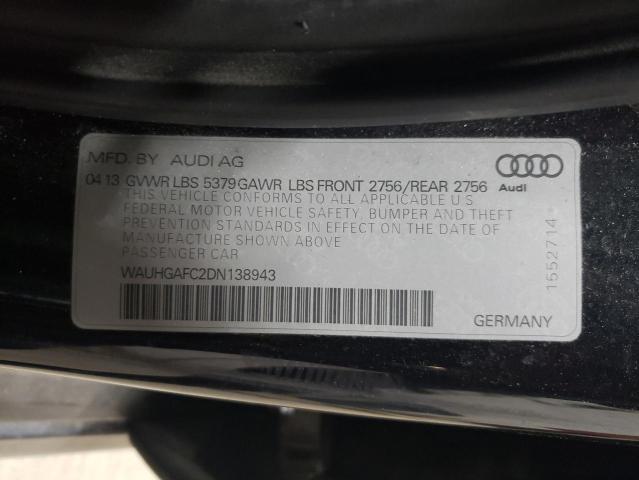 MFD. BY AUDI AG
04 13 GVWR LBS 5379 GAWR LBS FRONT 2756/REAR 2756
Audi
THIS VEHICLE CONFORMS TO ALL APPLICABLE U S
FEDERAL MOTOR VEHICLE SAFETY, BUMPER AND THEFT
PREVENTION STANDARDS IN EFFECT ON THE DATE OF
MANUFACTURE SHOWN ABOVE
PASSENGER CAR
WAUHGAFC2DN138943
GERMANY
1552714